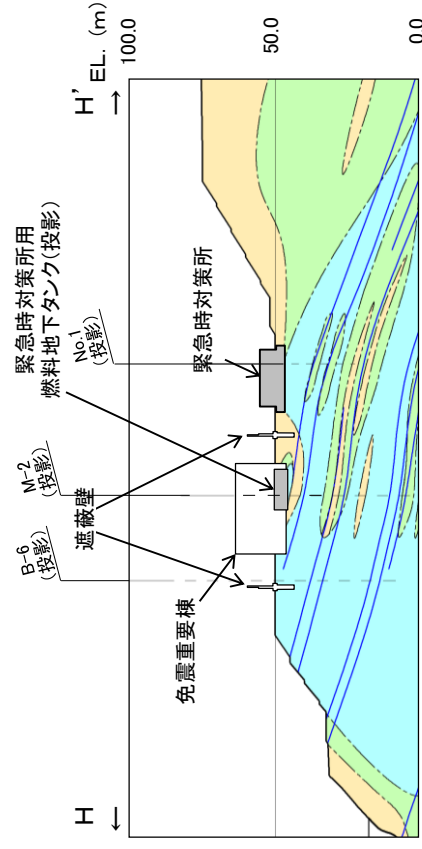 H
←
H'
→
EL. (m)
100.0
50.0
0.0
B-6
(投影)
M-2
(投影)
No.1
(投影)
緊急時対策所用
燃料地下タンク(投影)
遮蔽壁
免震重要棟
緊急時対策所